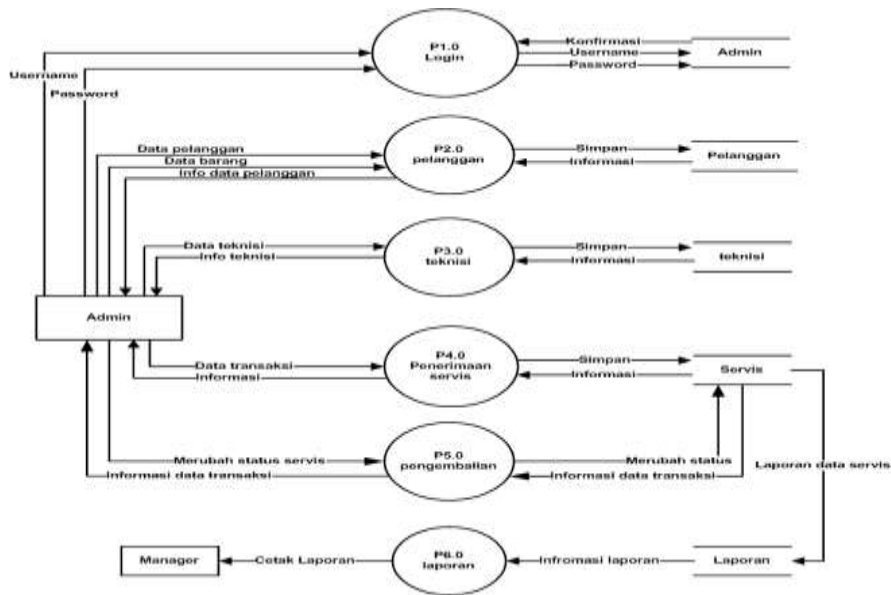 P1.0
Login
Konfirmasi
Username
Password
Admin
Username
Password
Data pelanggan
Data barang
Info data pelanggan
P2.0
pelanggan
Simpan
Informasi
Pelanggan
Data teknisi
Info teknisi
P3.0
teknisi
Simpan
Informasi
teknisi
Admin
Data transaksi
Informasi
P4.0
Penerimaan
servis
Simpan
Informasi
Servis
Merubah status servis
Informasi data transaksi
P5.0
pengembalian
Merubah status
Informasi data transaksi
Laporan data servis
Manager
Cetak Laporan
P6.0
laporan
Infromasi laporan
Laporan